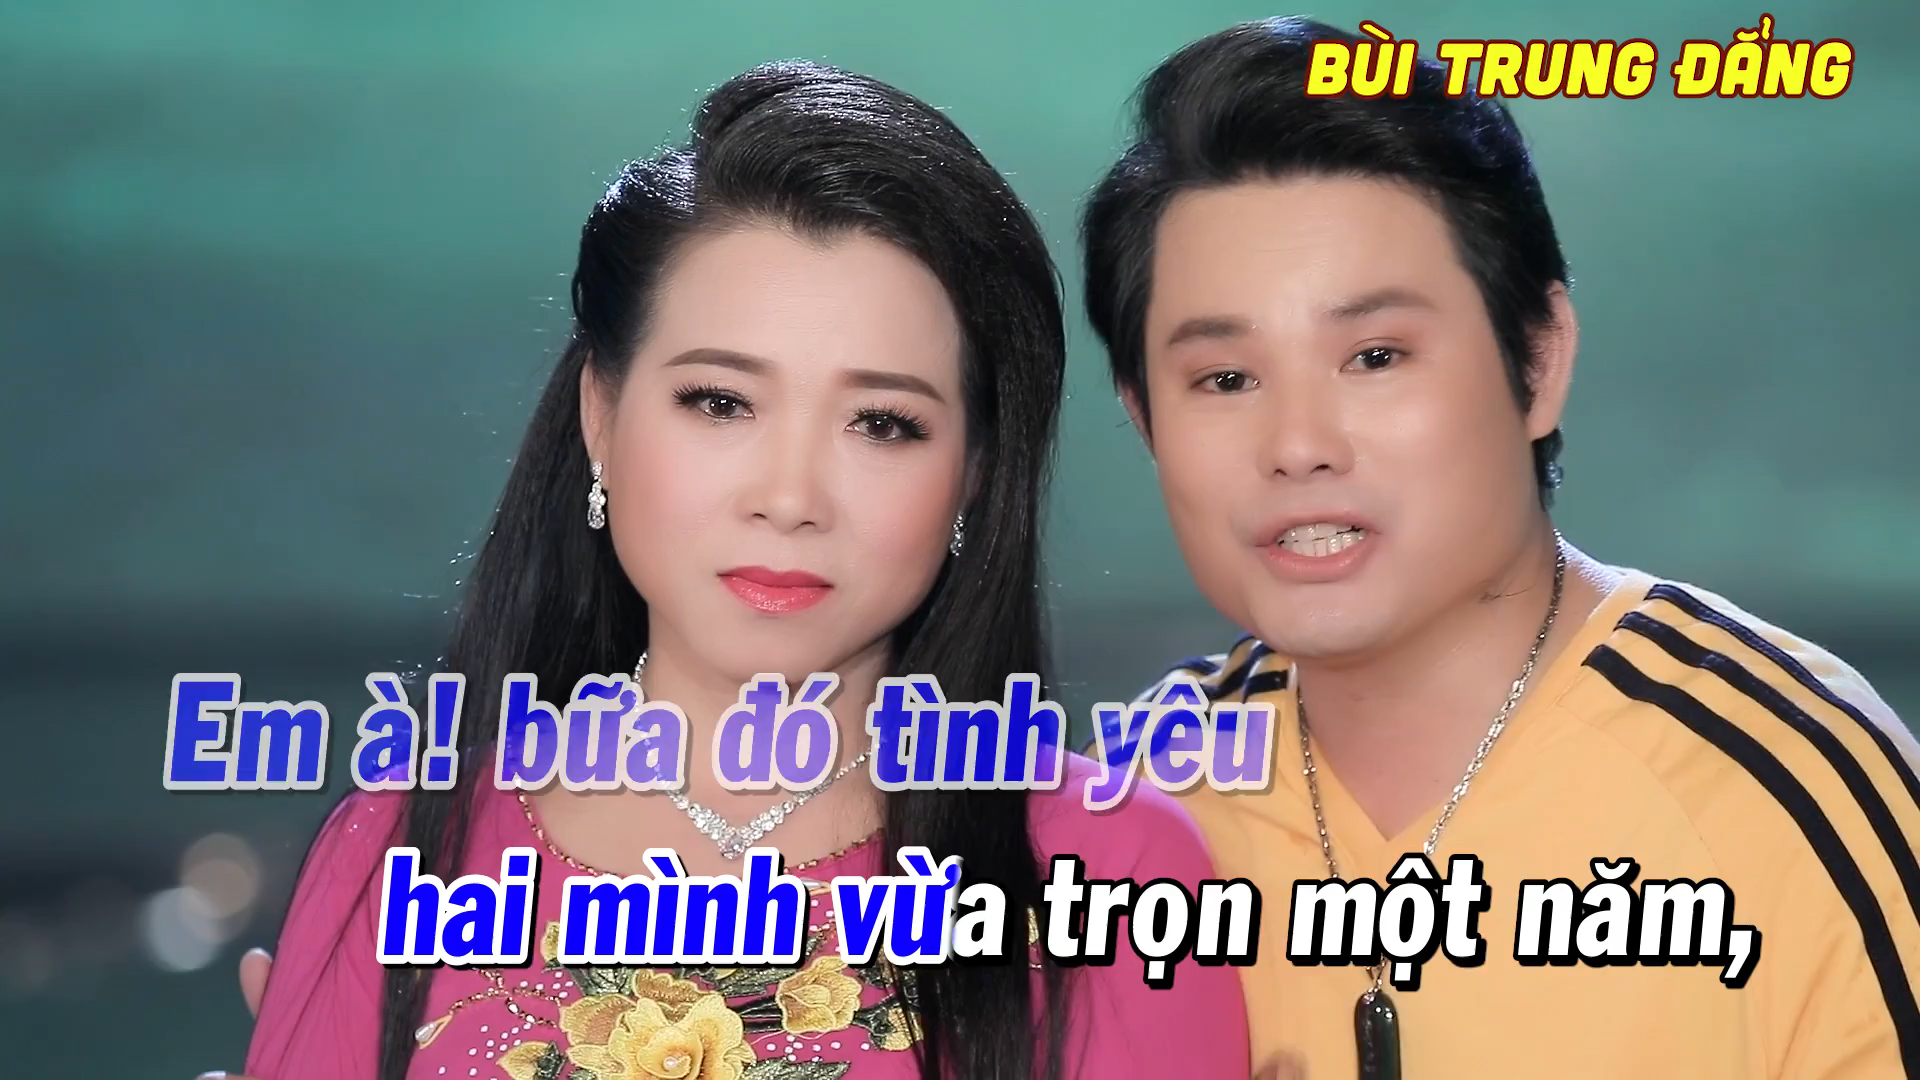 BÙI TRUNG ĐẲNG
Em à! bữa đó tình yêu
hai mình vừa trọn một năm,